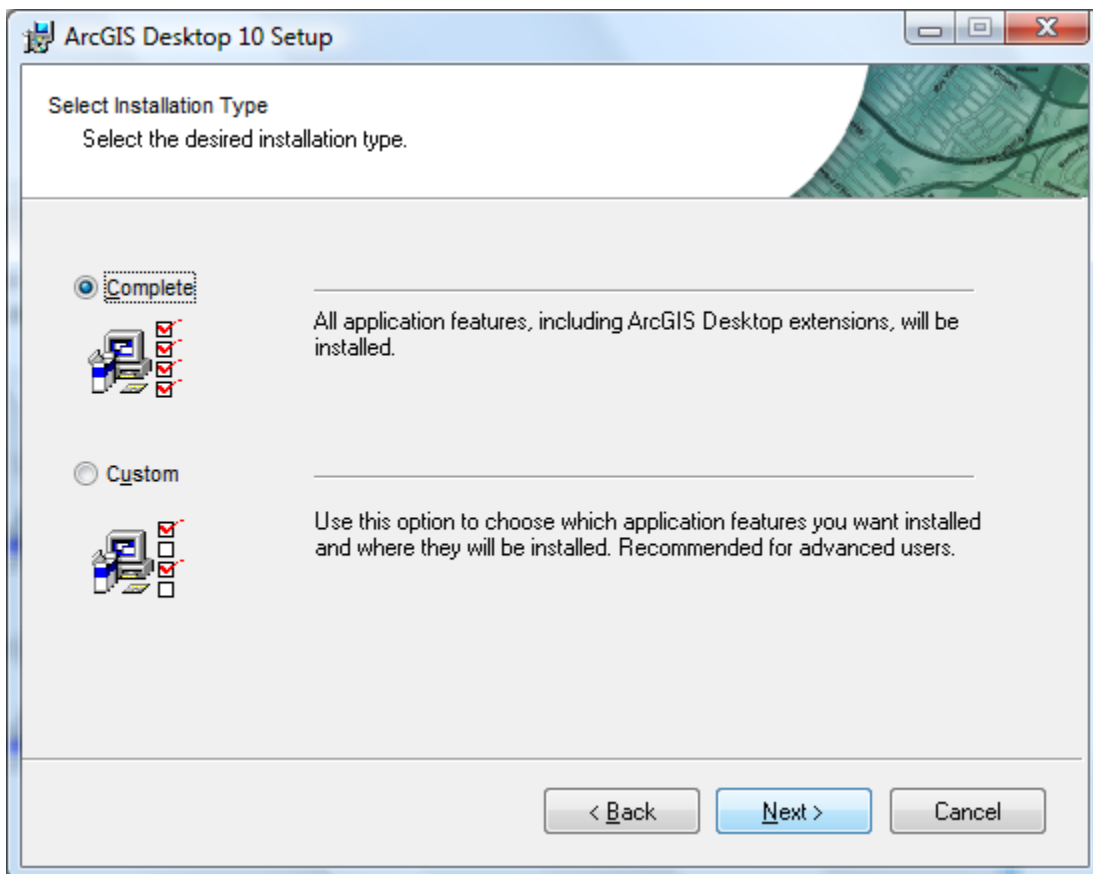 ArcGIS Desktop 10 Setup
Select Installation Type
Select the desired installation type.
Complete
All application features, including ArcGIS Desktop extensions, will be
installed.
Custom
Use this option to choose which application features you want installed
and where they will be installed. Recommended for advanced users.
< Back
Next >
Cancel